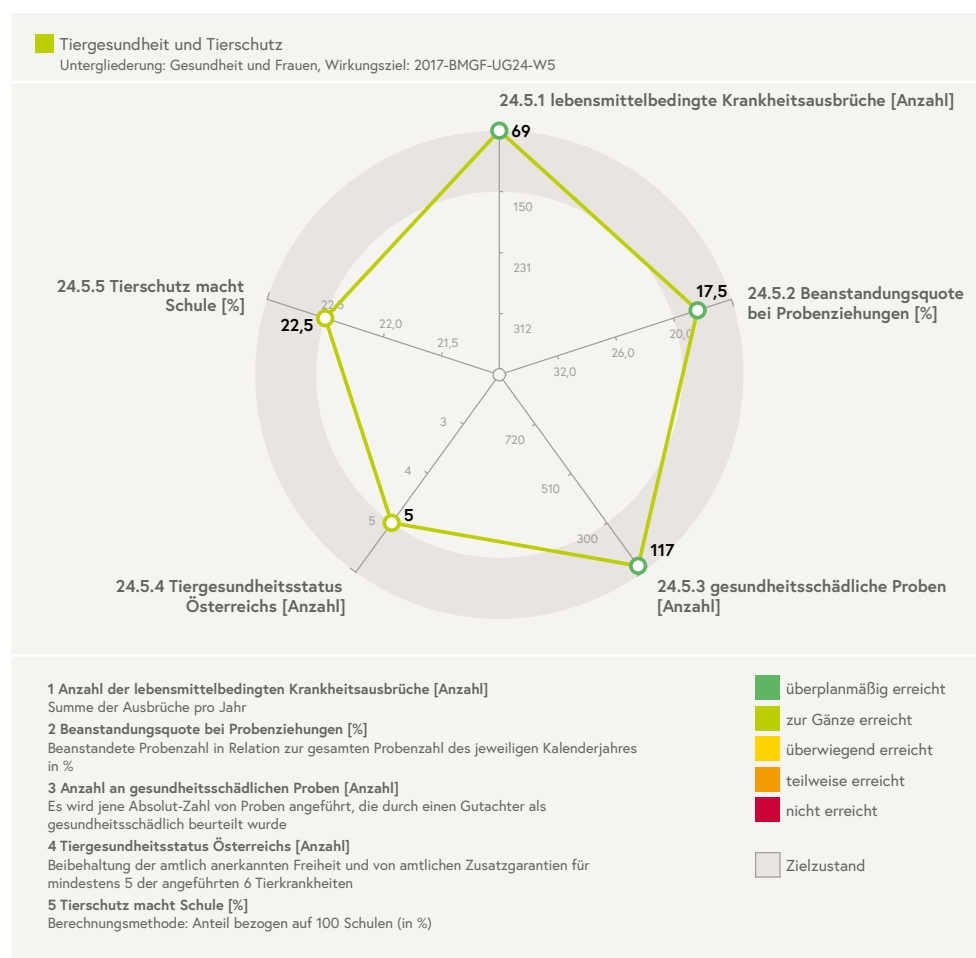 Tiergesundheit und Tierschutz
Untergliederung: Gesundheit und Frauen, Wirkungsziel: 2017-BMGF-UG24-W5
24.5.1 lebensmittelbedingte Krankheitsausbrüche [Anzahl]
69
150
231
312
24.5.2 Beanstandungsquote
bei Probenziehungen [%]
17,5
20,0
26,0
32,0
24.5.3 gesundheitsschädliche Proben
[Anzahl]
117
300
510
720
24.5.4 Tiergesundheitsstatus
Österreichs [Anzahl]
5
5
4
3
24.5.5 Tierschutz macht
Schule [%]
22,5
22,5
22,0
21,5
1 Anzahl der lebensmittelbedingten Krankheitsausbrüche [Anzahl]
Summe der Ausbrüche pro Jahr
2 Beanstandungsquote bei Probenziehungen [%]
Beanstandete Probenzahl in Relation zur gesamten Probenzahl des jeweiligen Kalenderjahres
in %
3 Anzahl an gesundheitsschädlichen Proben [Anzahl]
Es wird jene Absolut-Zahl von Proben angeführt, die durch einen Gutachter als
gesundheitsschädlich beurteilt wurde
4 Tiergesundheitsstatus Österreichs [Anzahl]
Beibehaltung der amtlich anerkannten Freiheit und von amtlichen Zusatzgarantien für
mindestens 5 der angeführten 6 Tierkrankheiten
5 Tierschutz macht Schule [%]
Berechnungsmethode: Anteil bezogen auf 100 Schulen (in %)
überplanmäßig erreicht
zur Gänze erreicht
überwiegend erreicht
teilweise erreicht
nicht erreicht
Zielzustand